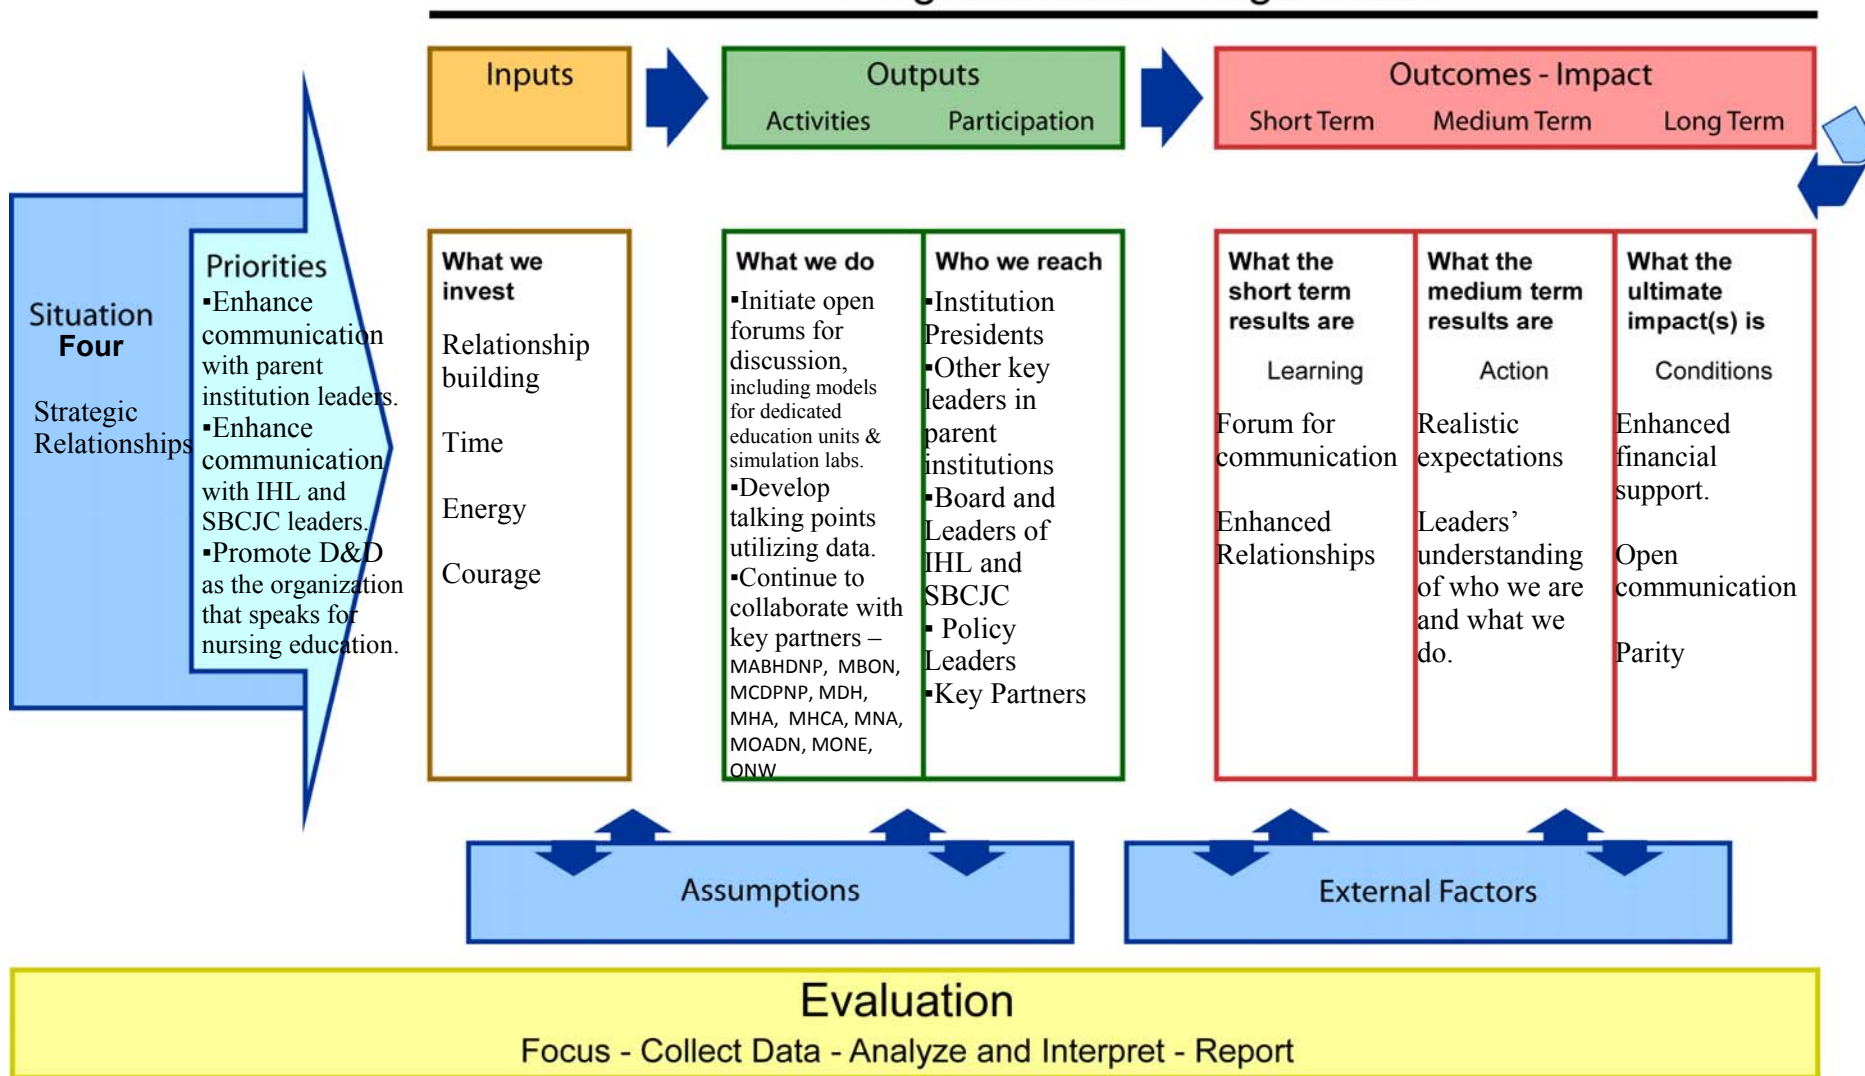 Inputs
Outputs
Activities Participation
Outcomes - Impact
Short Term Medium Term Long Term
Situation
Four
Strategic
Relationships
Priorities
▪Enhance
communication
with parent
institution leaders.
▪Enhance
communication
with IHL and
SBCJC leaders.
▪Promote D&D
as the organization
that speaks for
nursing education.
What we
invest
Relationship
building
Time
Energy
Courage
What we do
▪Initiate open
forums for
discussion,
including models
for dedicated
education units &
simulation labs.
▪Develop
talking points
utilizing data.
▪Continue to
collaborate with
key partners –
MABHDNP, MBON,
MCDPNP, MDH,
MHA, MHCA, MNA,
MOADN, MONE,
ONW
Who we reach
▪Institution
Presidents
▪Other key
leaders in
parent
institutions
▪Board and
Leaders of
IHL and
SBCJC
▪ Policy
Leaders
▪Key Partners
What the
short term
results are
Learning
Forum for
communication
Enhanced
Relationships
What the
medium term
results are
Action
Realistic
expectations
Leaders’
understanding
of who we are
and what we
do.
What the
ultimate
impact(s) is
Conditions
Enhanced
financial
support.
Open
communication
Parity
Assumptions
External Factors
Evaluation
Focus - Collect Data - Analyze and Interpret - Report